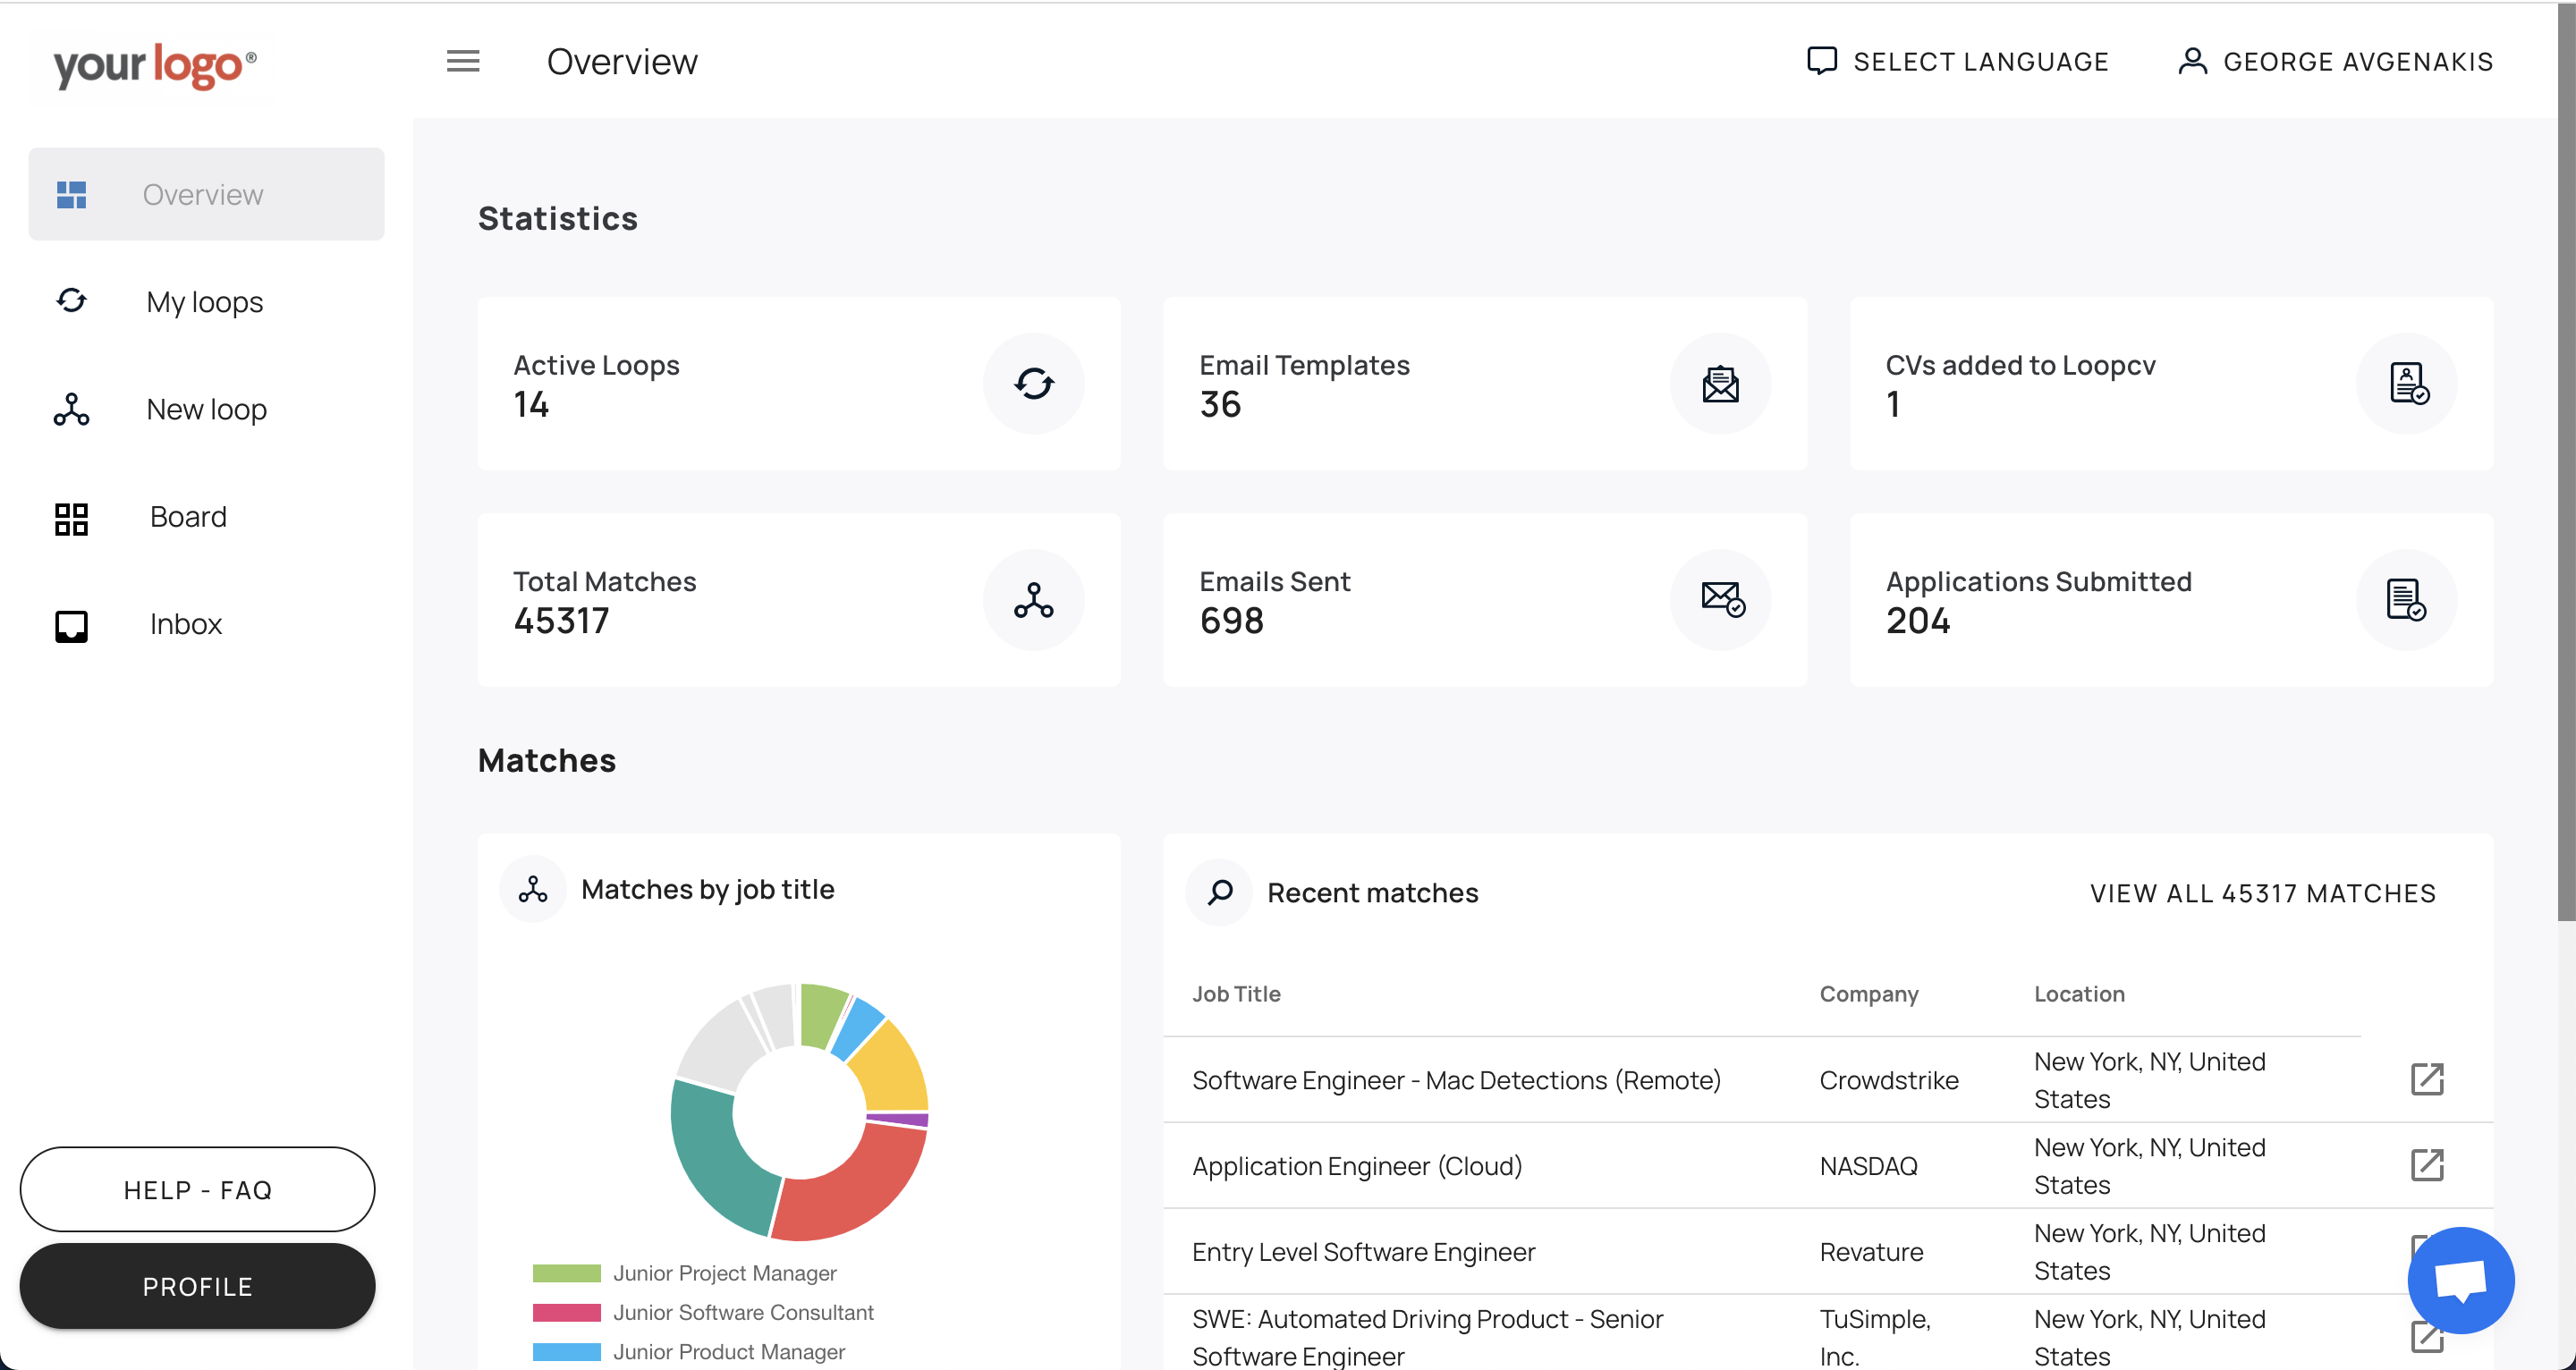 your logo®
Overview
SELECT LANGUAGE
GEORGE AVGENAKIS
Overview
My loops
New loop
Board
Inbox
HELP - FAQ
PROFILE
Statistics
Active Loops
14
Email Templates
36
CVs added to Loopcv
1
Total Matches
45317
Emails Sent
698
Applications Submitted
204
Matches
Matches by job title
Junior Project Manager
Junior Software Consultant
Junior Product Manager
Recent matches
VIEW ALL 45317 MATCHES
Job Title Company Location
Software Engineer - Mac Detections (Remote) Crowdstrike New York, NY, United
States
Application Engineer (Cloud) NASDAQ New York, NY, United
States
Entry Level Software Engineer Revature New York, NY, United
States
SWE: Automated Driving Product - Senior TuSimple, New York, NY, United
Software Engineer Inc. States